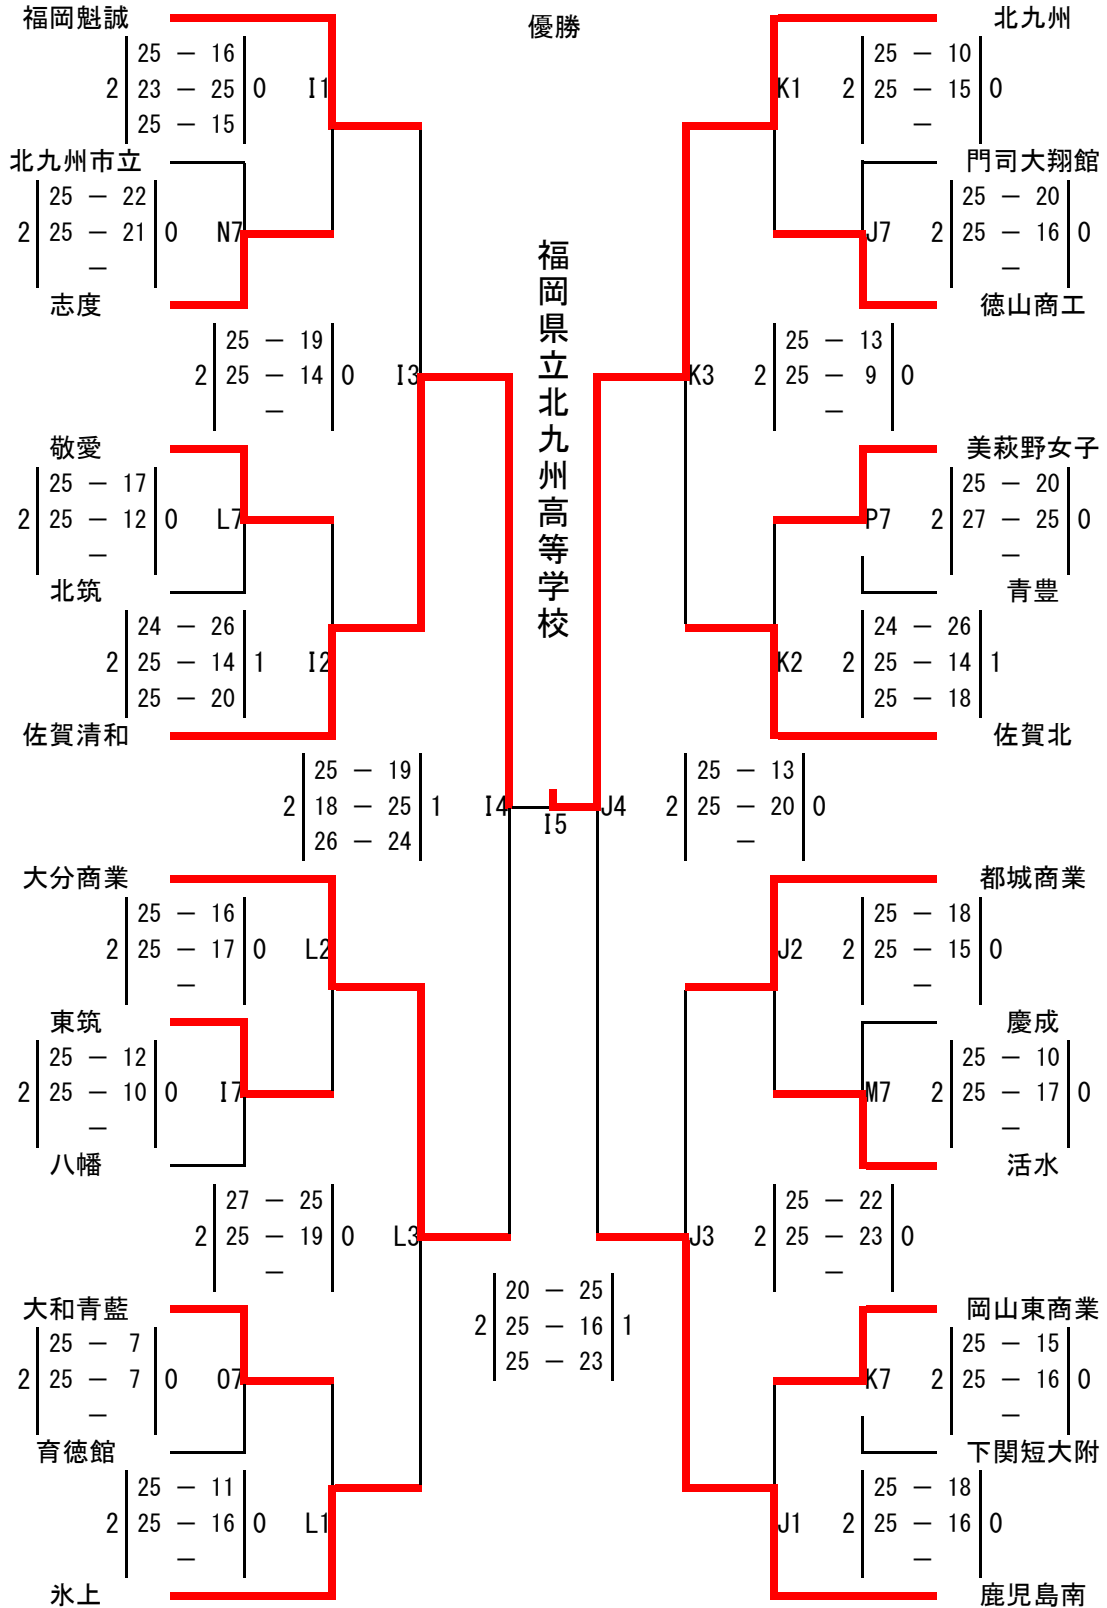 優勝
福岡県立北九州高等学校
福岡魁誠
25 － 16
2 23 － 25 0 I1
25 － 15
北九州市立
25 － 22
2 25 － 21 0 N7
－
志度
25 － 19
2 25 － 14 0 I3
－
敬愛
25 － 17
2 25 － 12 0 L7
－
北筑
24 － 26
2 25 － 14 1 I2
25 － 20
佐賀清和
25 － 19
2 18 － 25 1 I4
26 － 24
大分商業
25 － 16
2 25 － 17 0 L2
－
東筑
25 － 12
2 25 － 10 0 I7
－
八幡
27 － 25
2 25 － 19 0 L3
－
大和青藍
25 － 7
2 25 － 7 0 O7
－
育徳館
25 － 11
2 25 － 16 0 L1
－
氷上
I5
20 － 25
2 25 － 16 1
25 － 23
北九州
25 － 10
K1 2 25 － 15 0
－
門司大翔館
25 － 20
J7 2 25 － 16 0
－
徳山商工
25 － 13
K3 2 25 － 9 0
－
美萩野女子
25 － 20
P7 2 27 － 25 0
－
青豊
24 － 26
K2 2 25 － 14 1
25 － 18
佐賀北
25 － 13
J4 2 25 － 20 0
－
都城商業
25 － 18
J2 2 25 － 15 0
－
慶成
25 － 10
M7 2 25 － 17 0
－
活水
25 － 22
J3 2 25 － 23 0
－
岡山東商業
25 － 15
K7 2 25 － 16 0
－
下関短大附
25 － 18
J1 2 25 － 16 0
－
鹿児島南